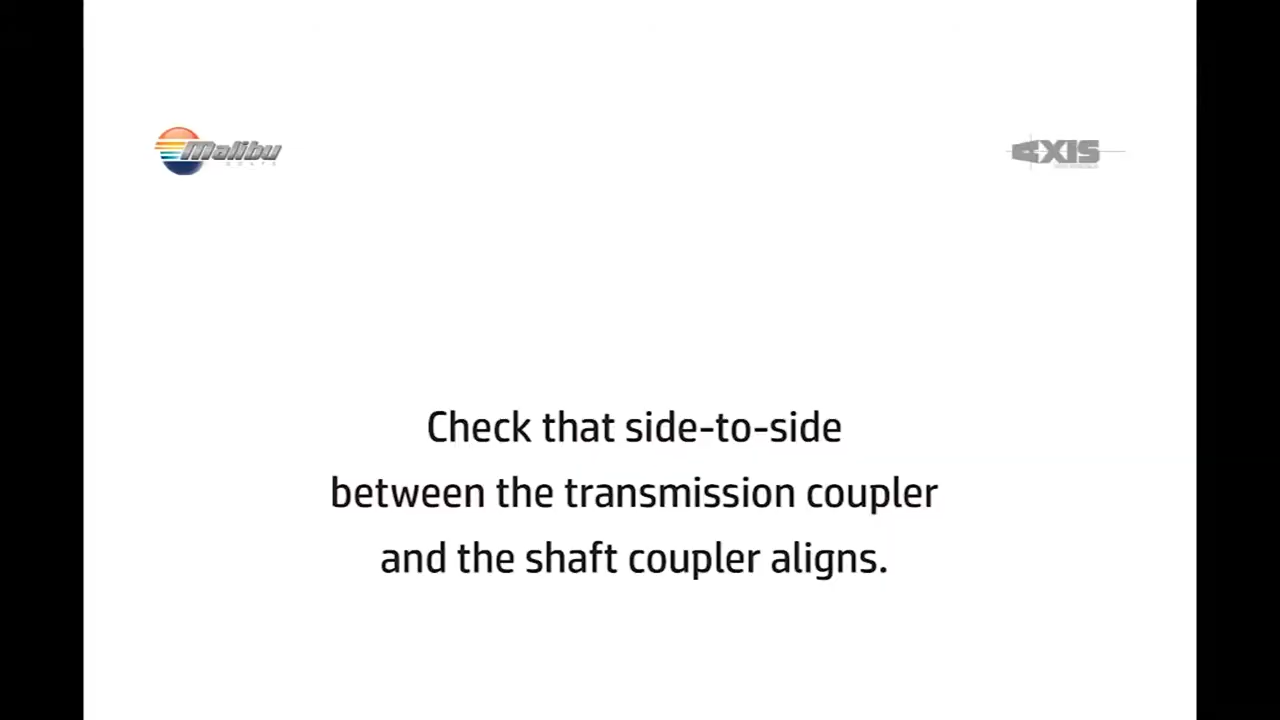 Malibu
AXIS
Check that side-to-side
between the transmission coupler
and the shaft coupler aligns.